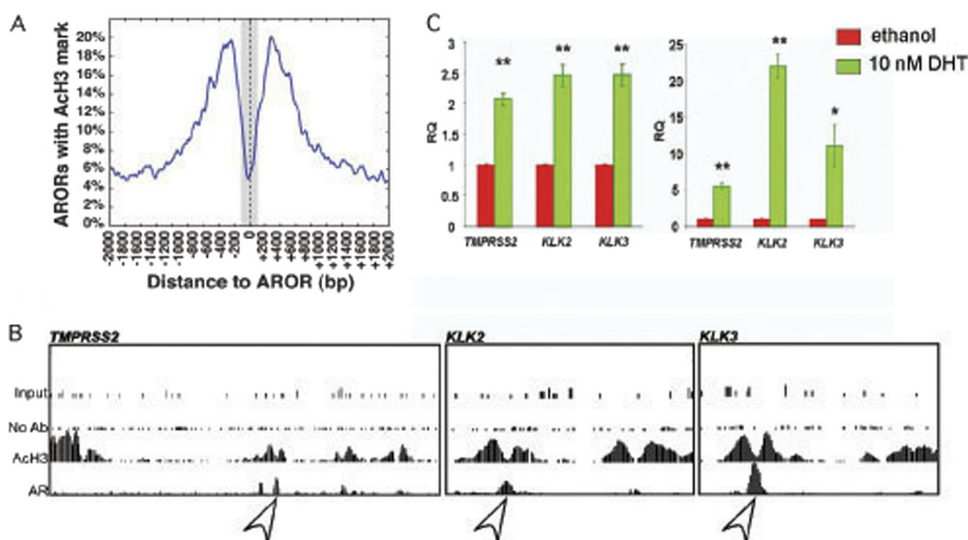 A
ARORs with AcH3 mark
20%
18%
16%
14%
12%
10%
8%
6%
4%
2%
0%
-2000
-1800
-1600
-1400
-1200
-1000
-800
-600
-400
-200
0
+200
+400
+600
+800
+1000
+1200
+1400
+1600
+1800
+2000
Distance to AROR (bp)
C
RQ
3
2.5
2
1.5
1
0.5
0
**
**
**
TMPRSS2
KLK2
KLK3
RQ
25
20
15
10
5
0
**
**
*
TMPRSS2
KLK2
KLK3
ethanol
10 nM DHT
B
TMPRSS2
KLK2
KLK3
Input
No Ab
AcH3
AR